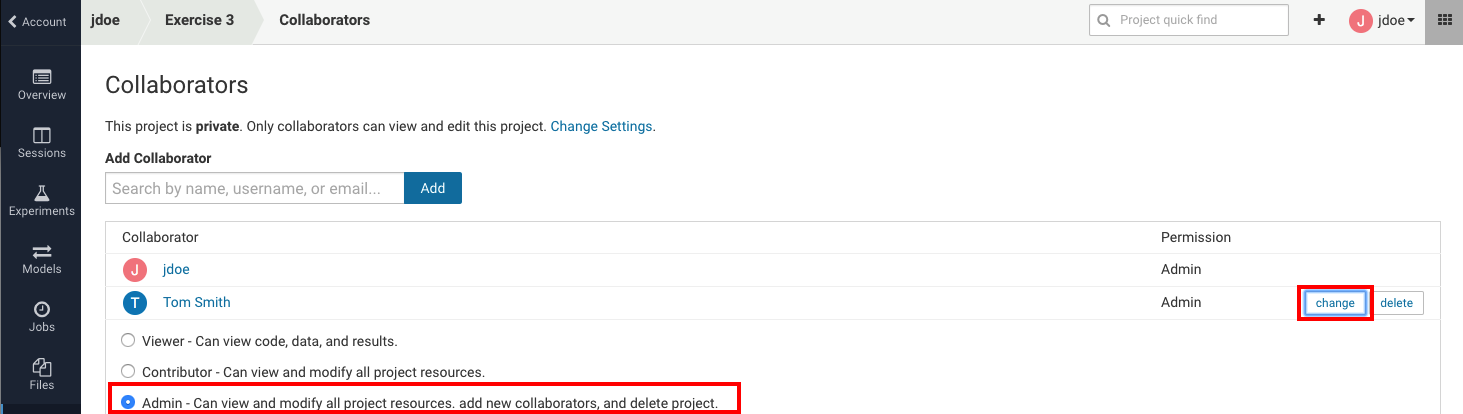 Account
jdoe
Exercise 3
Collaborators
Project quick find
J
jdoe
Overview
Sessions
Experiments
Models
Jobs
Files
Collaborators
This project is private. Only collaborators can view and edit this project. Change Settings.
Add Collaborator
Search by name, username, or email... Add
Collaborator Permission
J jdoe Admin
T Tom Smith Admin change delete
Viewer - Can view code, data, and results.
Contributor - Can view and modify all project resources.
Admin - Can view and modify all project resources. add new collaborators, and delete project.